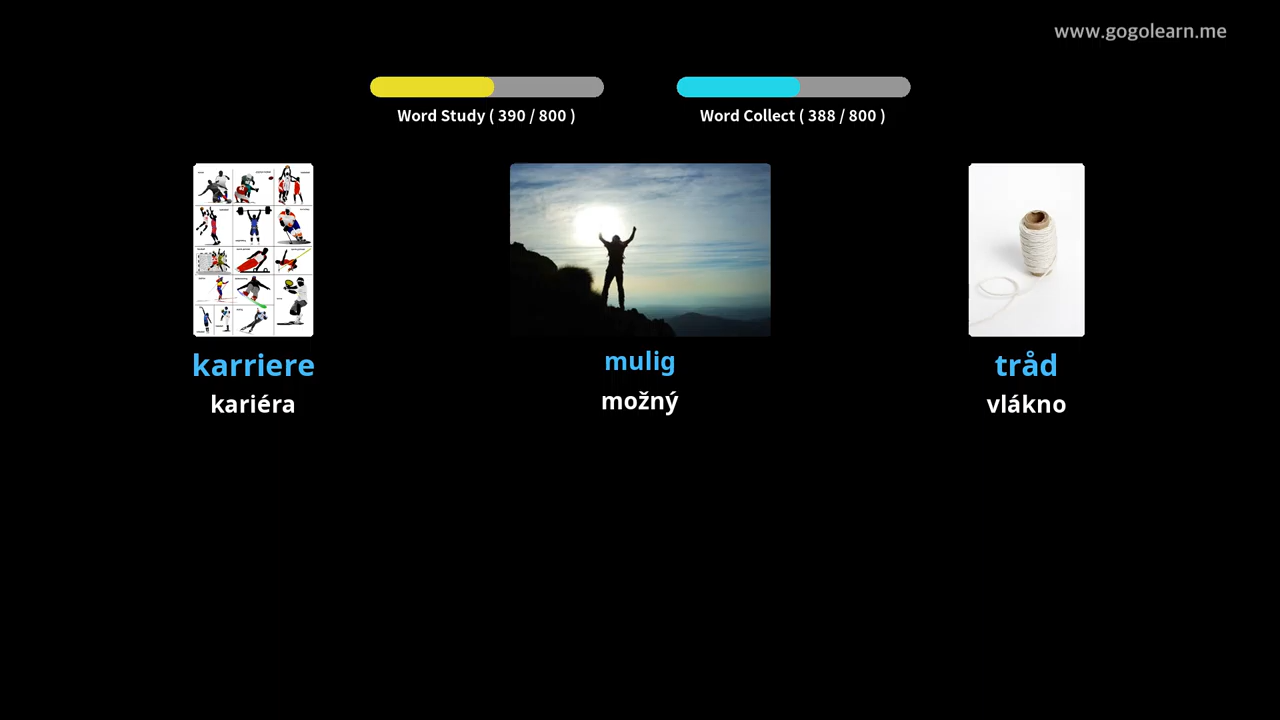 www.gogolearn.me
Word Study ( 390 / 800 )
Word Collect ( 388 / 800 )
karriere
mulig
tråd
kariéra
možný
vlákno